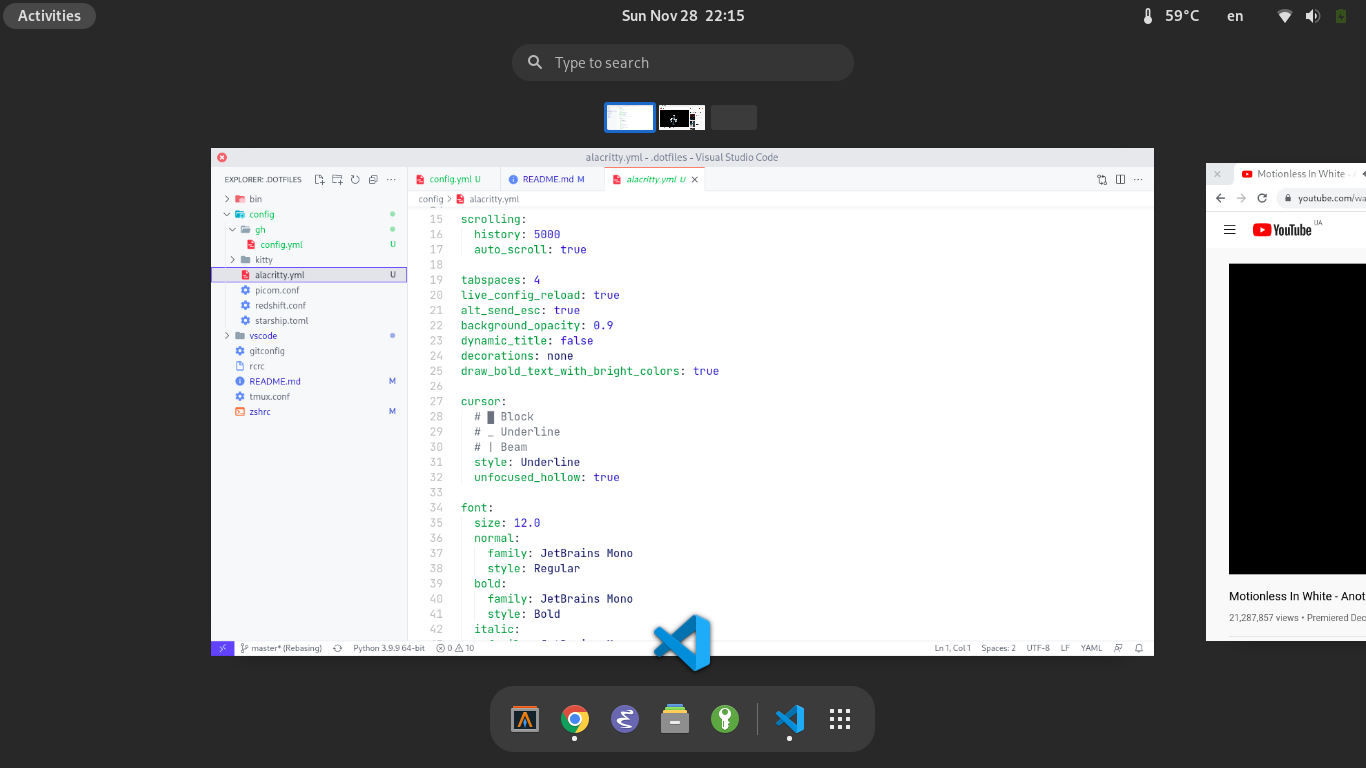 Activities
Sun Nov 28 22:15
59°C
en
Type to search
alacritty.yml - .dotfiles - Visual Studio Code
EXPLORER: .DOTFILES
bin
config
gh
config.yml U
kitty
alacritty.yml U
picom.conf
redshift.conf
starship.toml
vscode
gitconfig
rcrc
README.md M
tmux.conf
zshrc M
config.yml U
README.md M
alacritty.yml U
config > alacritty.yml
15 scrolling:
16 history: 5000
17 auto_scroll: true
18
19 tabspaces: 4
20 live_config_reload: true
21 alt_send_esc: true
22 background_opacity: 0.9
23 dynamic_title: false
24 decorations: none
25 draw_bold_text_with_bright_colors: true
26
27 cursor:
28 # █ Block
29 # _ Underline
30 # | Beam
31 style: Underline
32 unfocused_hollow: true
33
34 font:
35 size: 12.0
36 normal:
37 family: JetBrains Mono
38 style: Regular
39 bold:
40 family: JetBrains Mono
41 style: Bold
42 italic:
master* (Rebasing)
Python 3.9.9 64-bit
0
10
Ln 1, Col 1
Spaces: 2
UTF-8
LF
YAML
Motionless In White -
youtube.com/wa
YouTube UA
Motionless In White - Anot
21,287,857 views • Premiered Dec